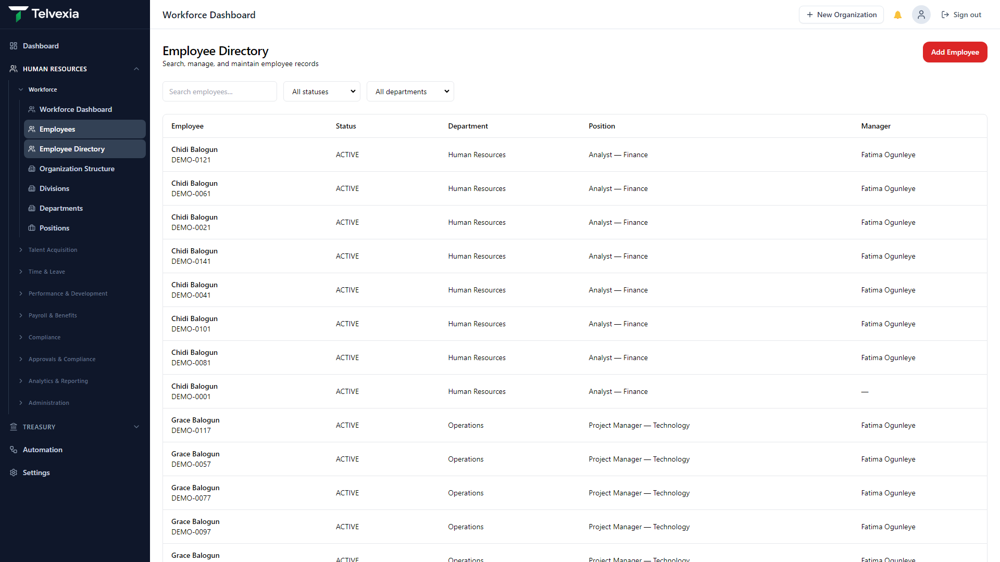 Telvexia
Workforce Dashboard
New Organization
Sign out
Dashboard
HUMAN RESOURCES
Workforce
Workforce Dashboard
Employees
Employee Directory
Organization Structure
Divisions
Departments
Positions
Talent Acquisition
Time & Leave
Performance & Development
Payroll & Benefits
Compliance
Approvals & Compliance
Analytics & Reporting
Administration
TREASURY
Automation
Settings
Employee Directory
Search, manage, and maintain employee records
Add Employee
Search employees...
All statuses
All departments
Employee Status Department Position Manager
Chidi Balogun
DEMO-0121
ACTIVE Human Resources Analyst — Finance Fatima Ogunleye
Chidi Balogun
DEMO-0061
ACTIVE Human Resources Analyst — Finance Fatima Ogunleye
Chidi Balogun
DEMO-0021
ACTIVE Human Resources Analyst — Finance Fatima Ogunleye
Chidi Balogun
DEMO-0141
ACTIVE Human Resources Analyst — Finance Fatima Ogunleye
Chidi Balogun
DEMO-0041
ACTIVE Human Resources Analyst — Finance Fatima Ogunleye
Chidi Balogun
DEMO-0101
ACTIVE Human Resources Analyst — Finance Fatima Ogunleye
Chidi Balogun
DEMO-0081
ACTIVE Human Resources Analyst — Finance Fatima Ogunleye
Chidi Balogun
DEMO-0001
ACTIVE Human Resources Analyst — Finance —
Grace Balogun
DEMO-0117
ACTIVE Operations Project Manager — Technology Fatima Ogunleye
Grace Balogun
DEMO-0057
ACTIVE Operations Project Manager — Technology Fatima Ogunleye
Grace Balogun
DEMO-0077
ACTIVE Operations Project Manager — Technology Fatima Ogunleye
Grace Balogun
DEMO-0097
ACTIVE Operations Project Manager — Technology Fatima Ogunleye
Grace Balogun
ACTIVE Operations Project Manager — Technology Fatima Ogunleye